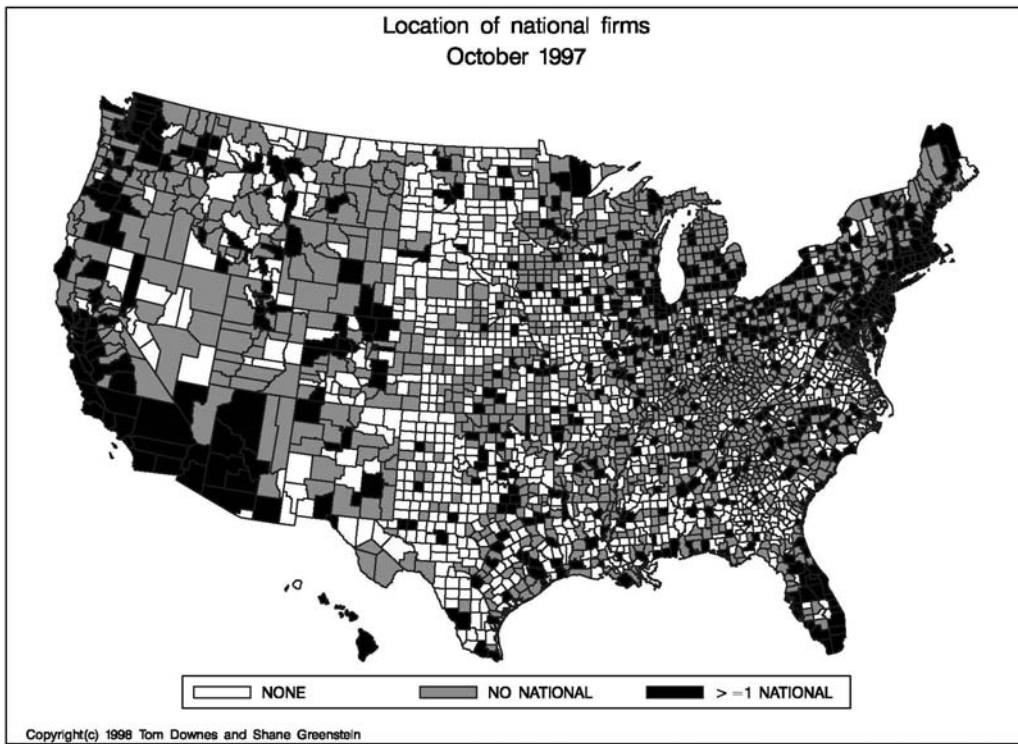 Location of national firms
October 1997
NONE
NO NATIONAL
> =1 NATIONAL
Copyright(c) 1998 Tom Downes and Shane Greenstein